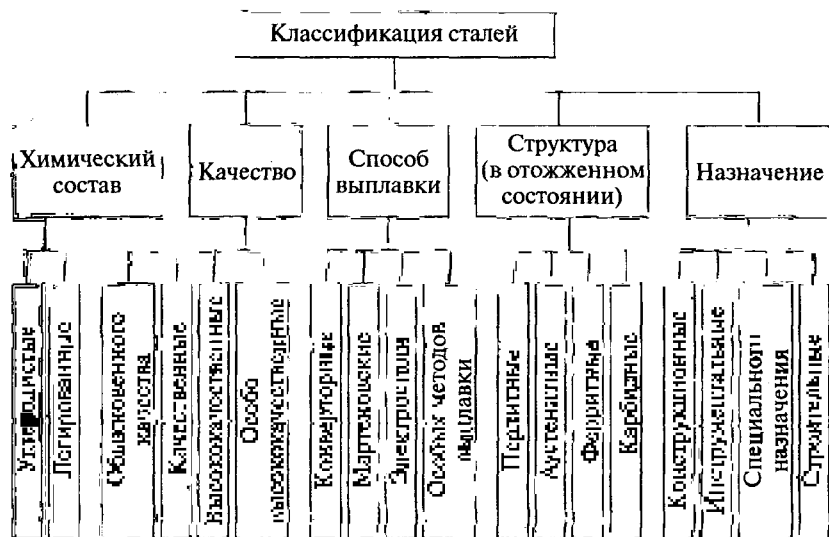 Классификация сталей
Химический
состав
Качество
Способ
выплавки
Структура
(в отожженном
состоянии)
Назначение
Углеродистые
Легированные
Обыкновенного
качества
Качественные
Высококачественные
Особо
высококачественные
Конверторные
Мартеновские
Электростали
Особых методов
выплавки
Перлитные
Аустенитные
Ферритные
Карбидные
Конструкционные
Инструментальные
Специального
назначения
Строительные